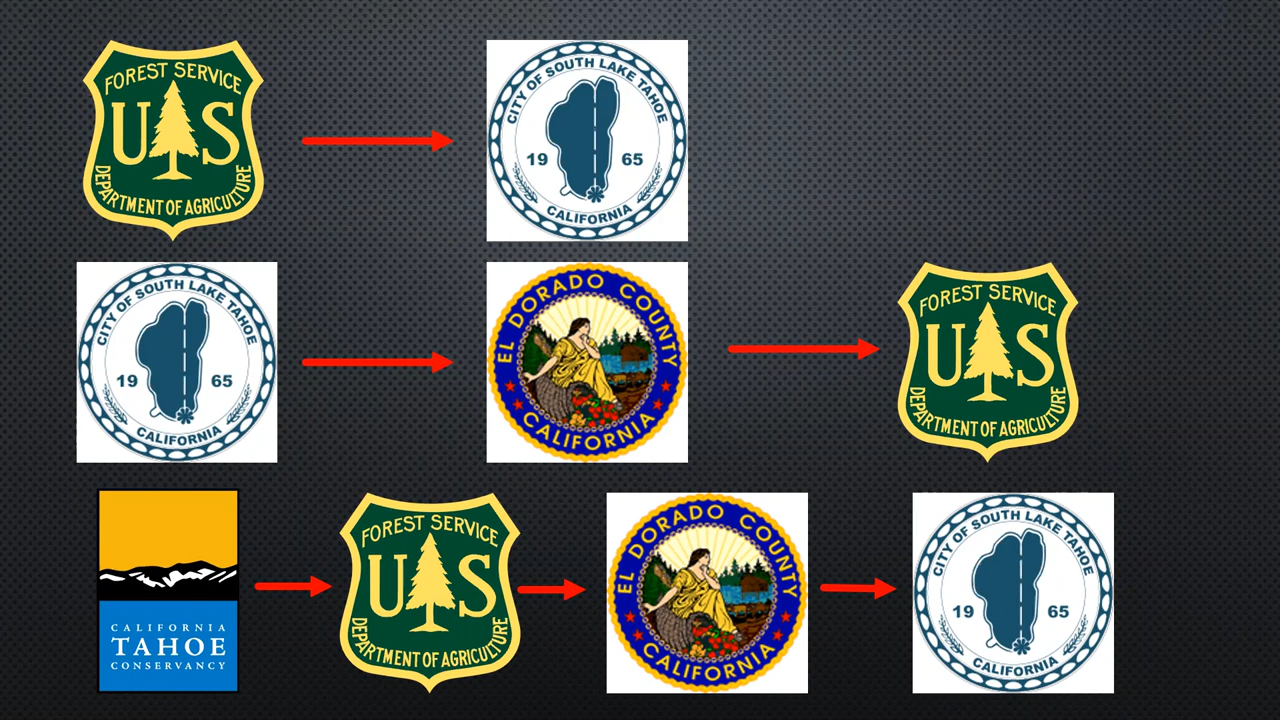 FOREST SERVICE
U S
DEPARTMENT OF AGRICULTURE
CITY OF SOUTH LAKE TAHOE
19 65
CALIFORNIA
CITY OF SOUTH LAKE TAHOE
19 65
CALIFORNIA
EL DORADO COUNTY
CALIFORNIA
FOREST SERVICE
U S
DEPARTMENT OF AGRICULTURE
CALIFORNIA
TAHOE
CONSERVANCY
FOREST SERVICE
U S
DEPARTMENT OF AGRICULTURE
EL DORADO COUNTY
CALIFORNIA
CITY OF SOUTH LAKE TAHOE
19 65
CALIFORNIA